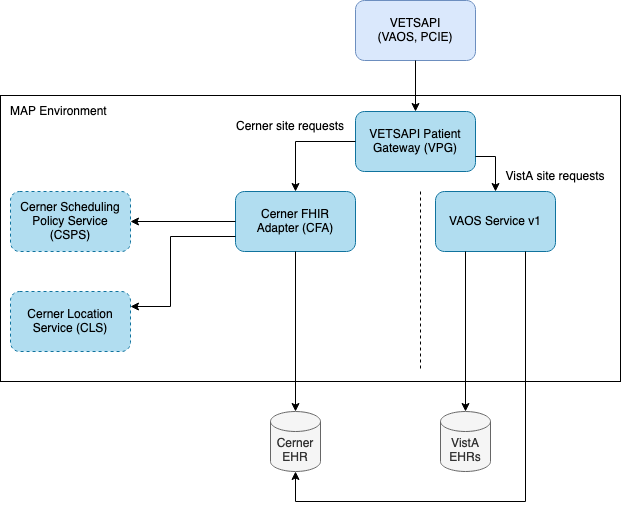 VETSAPI
(VAOS, PCIE)
MAP Environment
Cerner site requests
VETSAPI Patient
Gateway (VPG)
VistA site requests
Cerner Scheduling
Policy Service
(CSPS)
Cerner FHIR
Adapter (CFA)
VAOS Service v1
Cerner Location
Service (CLS)
Cerner
EHR
VistA
EHRs